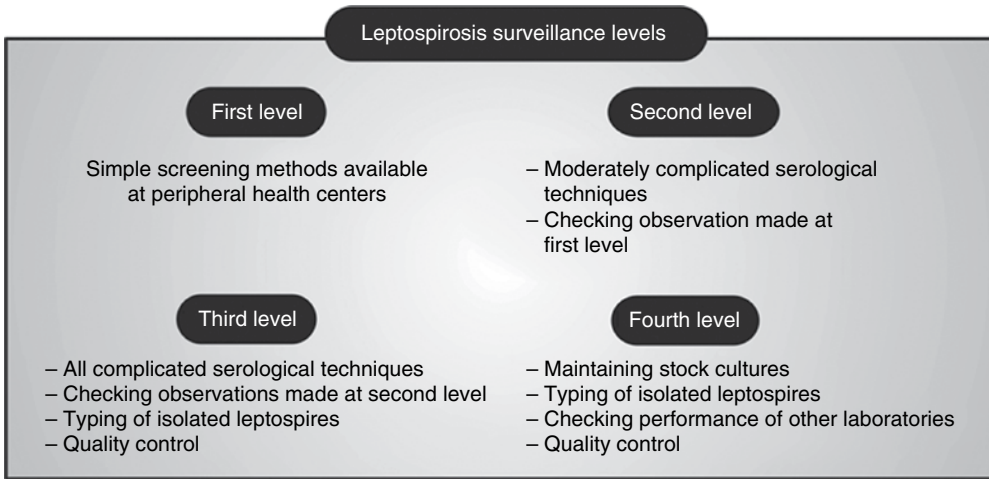 Leptospirosis surveillance levels
First level
Simple screening methods available
at peripheral health centers
Second level
– Moderately complicated serological
techniques
– Checking observation made at
first level
Third level
– All complicated serological techniques
– Checking observations made at second level
– Typing of isolated leptospires
– Quality control
Fourth level
– Maintaining stock cultures
– Typing of isolated leptospires
– Checking performance of other laboratories
– Quality control